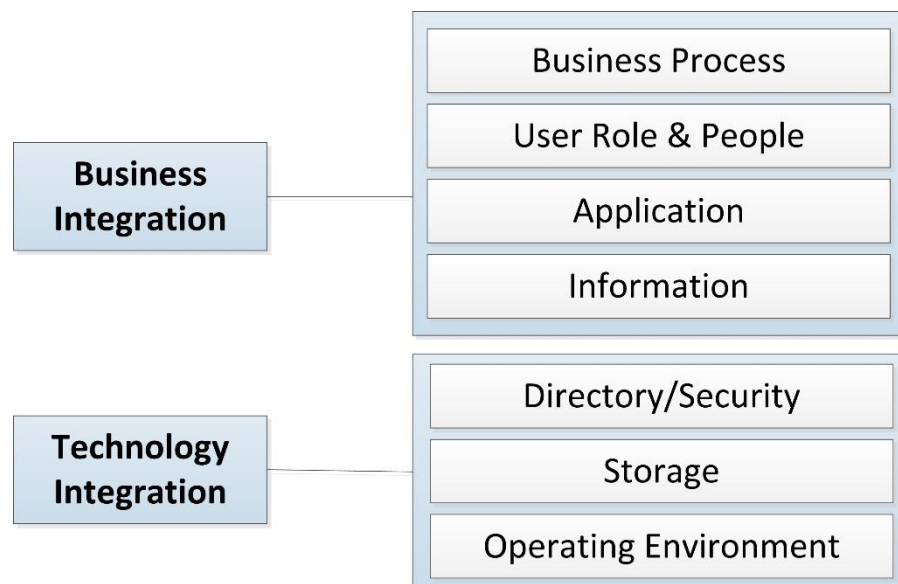 Business
Integration
Business Process
User Role & People
Application
Information
Technology
Integration
Directory/Security
Storage
Operating Environment